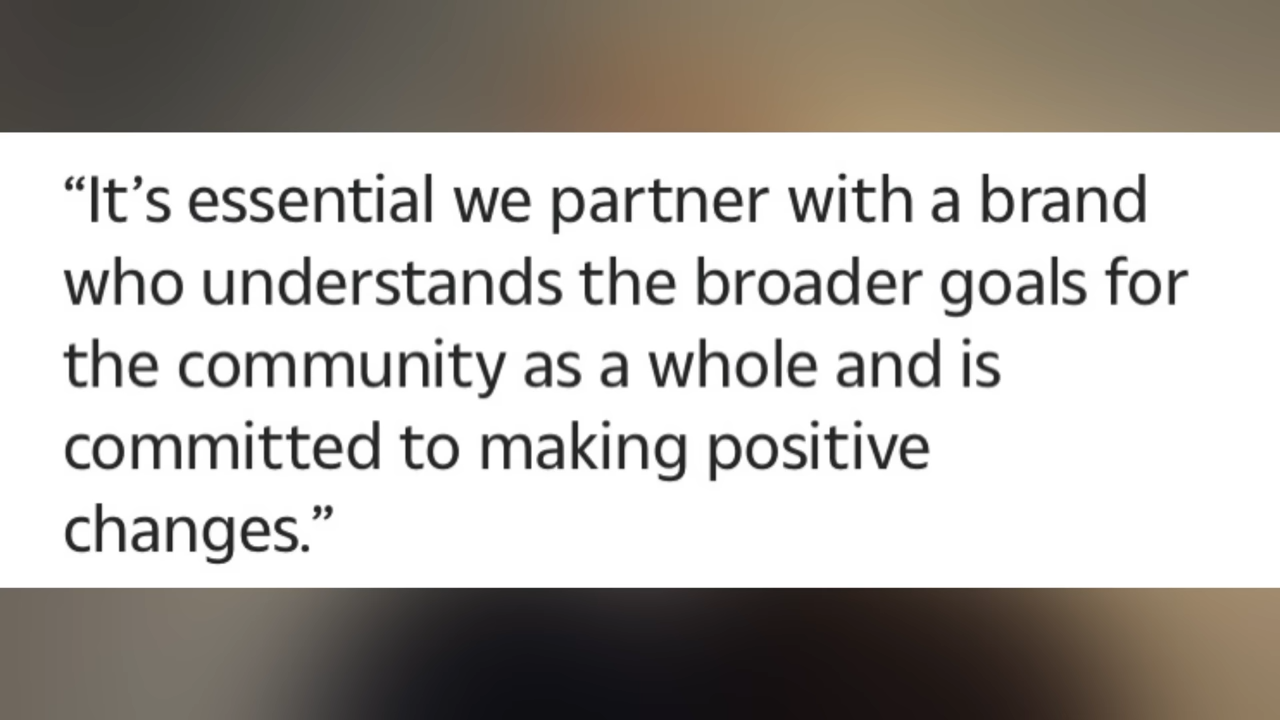 “It’s essential we partner with a brand
who understands the broader goals for
the community as a whole and is
committed to making positive
changes.”